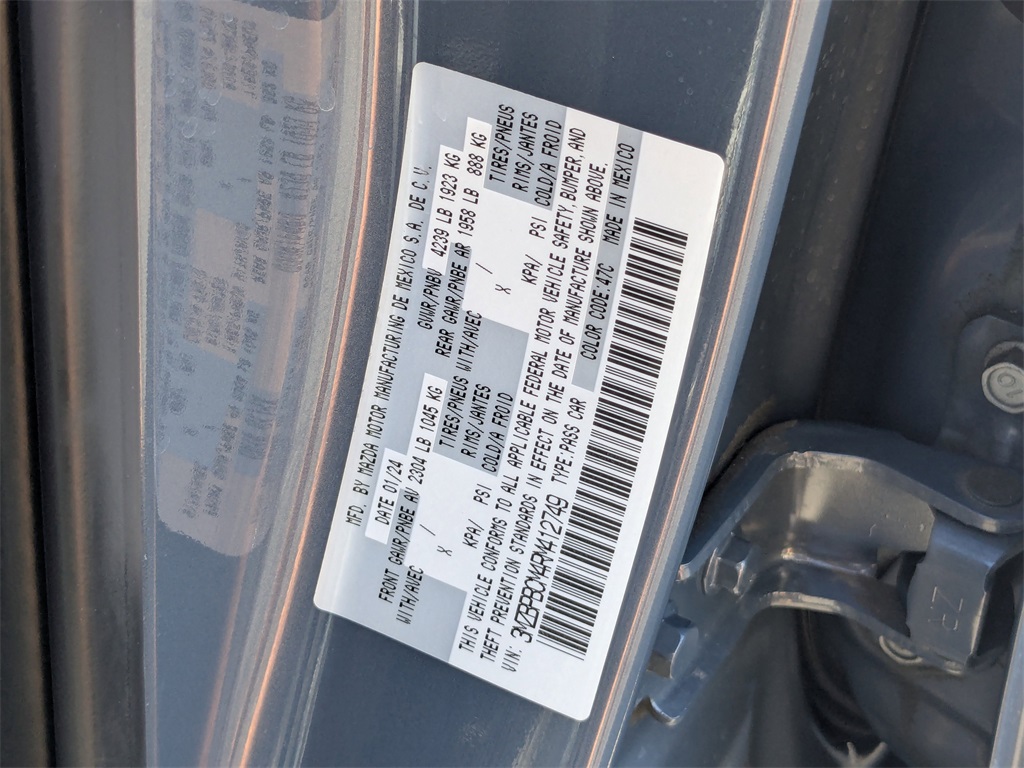 MFD. BY MAZDA MOTOR MANUFACTURING DE MEXICO S.A. DE C.V.
DATE 01/24 GVWR/PNBV 4239 LB 1923 KG
FRONT GAWR/PNBE AV 2304 LB 1045 KG REAR GAWR/PNBE AR 1958 LB 888 KG
WITH/AVEC / TIRES/PNEUS WITH/AVEC / TIRES/PNEUS
X RIMS/JANTES X RIMS/JANTES
KPA/ PSI COLD/A FROID KPA/ PSI COLD/A FROID
THIS VEHICLE CONFORMS TO ALL APPLICABLE FEDERAL MOTOR VEHICLE SAFETY, BUMPER, AND
THEFT PREVENTION STANDARDS IN EFFECT ON THE DATE OF MANUFACTURE SHOWN ABOVE.
VIN: 3MZBPBCM4RM412749 TYPE: PASS CAR COLOR CODE: 47C MADE IN MEXICO
ZR